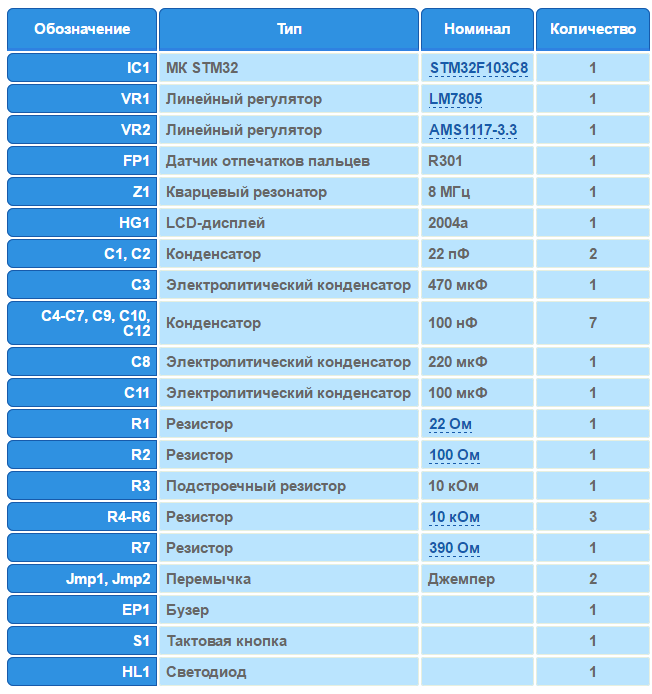 Обозначение Тип Номинал Количество
IC1 МК STM32 STM32F103C8 1
VR1 Линейный регулятор LM7805 1
VR2 Линейный регулятор AMS1117-3.3 1
FP1 Датчик отпечатков пальцев R301 1
Z1 Кварцевый резонатор 8 МГц 1
HG1 LCD-дисплей 2004a 1
C1, C2 Конденсатор 22 пФ 2
C3 Электролитический конденсатор 470 мкФ 1
C4-C7, C9, C10,
C12 Конденсатор 100 нФ 7
C8 Электролитический конденсатор 220 мкФ 1
C11 Электролитический конденсатор 100 мкФ 1
R1 Резистор 22 Ом 1
R2 Резистор 100 Ом 1
R3 Подстроечный резистор 10 кОм 1
R4-R6 Резистор 10 кОм 3
R7 Резистор 390 Ом 1
Jmp1, Jmp2 Перемычка Джемпер 2
EP1 Бузер 1
S1 Тактовая кнопка 1
HL1 Светодиод 1